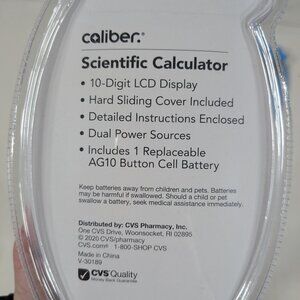 caliber.
Scientific Calculator
• 10-Digit LCD Display
• Hard Sliding Cover Included
• Detailed Instructions Enclosed
• Dual Power Sources
• Includes 1 Replaceable
AG10 Button Cell Battery
Keep batteries away from children and pets. Batteries
may be harmful if swallowed. Should a child or pet
swallow a battery, seek medical assistance immediately.
Distributed by: CVS Pharmacy, Inc.
One CVS Drive, Woonsocket, RI 02895
© 2020 CVS/pharmacy
CVS.com® 1-800-SHOP CVS
Made in China
V-30189
CVS Quality
Money Back Guarantee